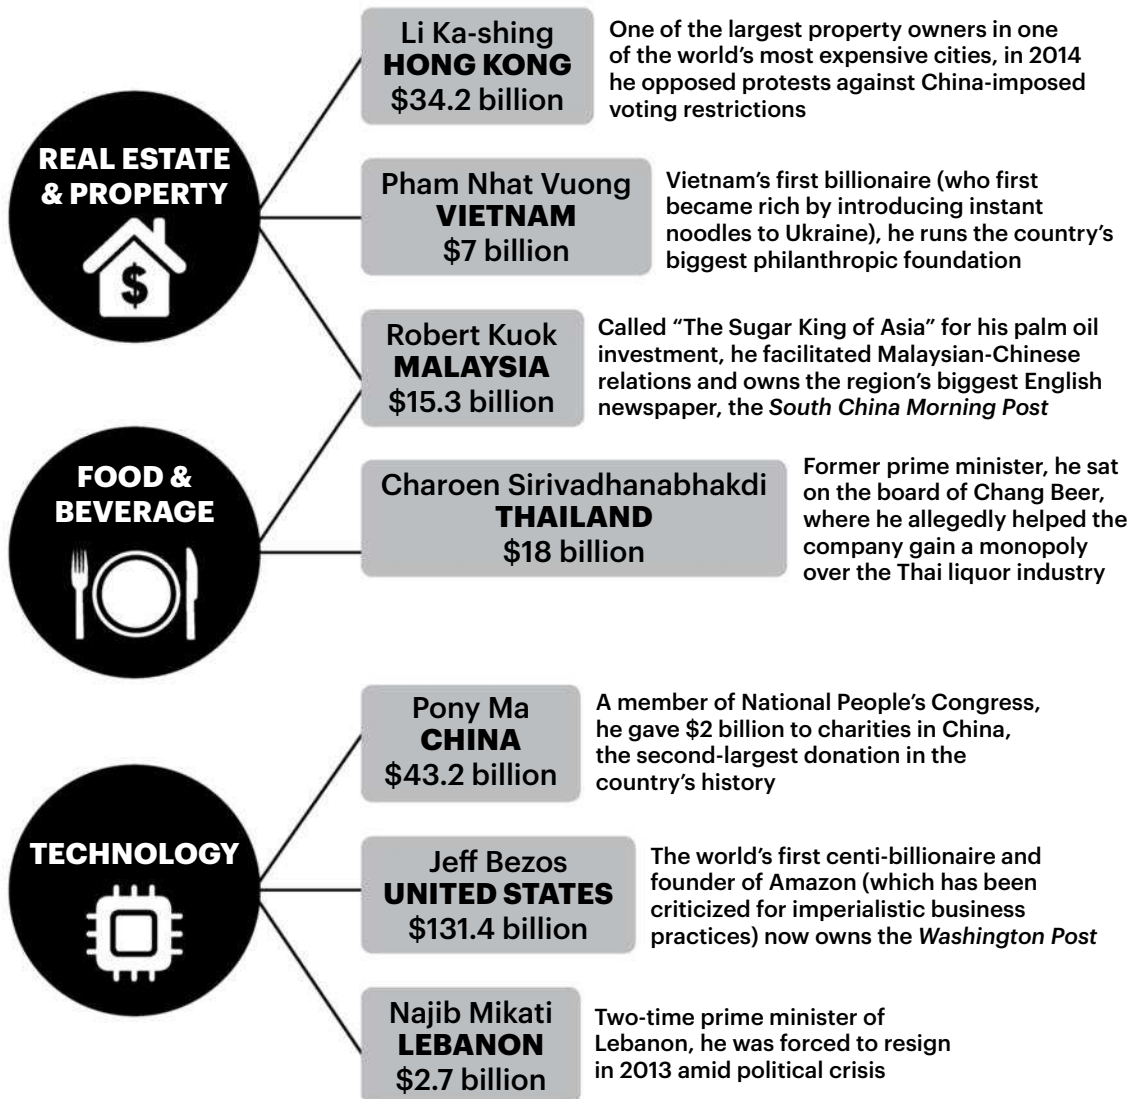 REAL ESTATE
& PROPERTY
$
Li Ka-shing
HONG KONG
$34.2 billion
One of the largest property owners in one
of the world’s most expensive cities, in 2014
he opposed protests against China-imposed
voting restrictions
Pham Nhat Vuong
VIETNAM
$7 billion
Vietnam’s first billionaire (who first
became rich by introducing instant
noodles to Ukraine), he runs the country’s
biggest philanthropic foundation
Robert Kuok
MALAYSIA
$15.3 billion
Called “The Sugar King of Asia” for his palm oil
investment, he facilitated Malaysian-Chinese
relations and owns the region’s biggest English
newspaper, the South China Morning Post
FOOD &
BEVERAGE
Charoen Sirivadhanabhakdi
THAILAND
$18 billion
Former prime minister, he sat
on the board of Chang Beer,
where he allegedly helped the
company gain a monopoly
over the Thai liquor industry
TECHNOLOGY
Pony Ma
CHINA
$43.2 billion
A member of National People’s Congress,
he gave $2 billion to charities in China,
the second-largest donation in the
country’s history
Jeff Bezos
UNITED STATES
$131.4 billion
The world’s first centi-billionaire and
founder of Amazon (which has been
criticized for imperialistic business
practices) now owns the Washington Post
Najib Mikati
LEBANON
$2.7 billion
Two-time prime minister of
Lebanon, he was forced to resign
in 2013 amid political crisis